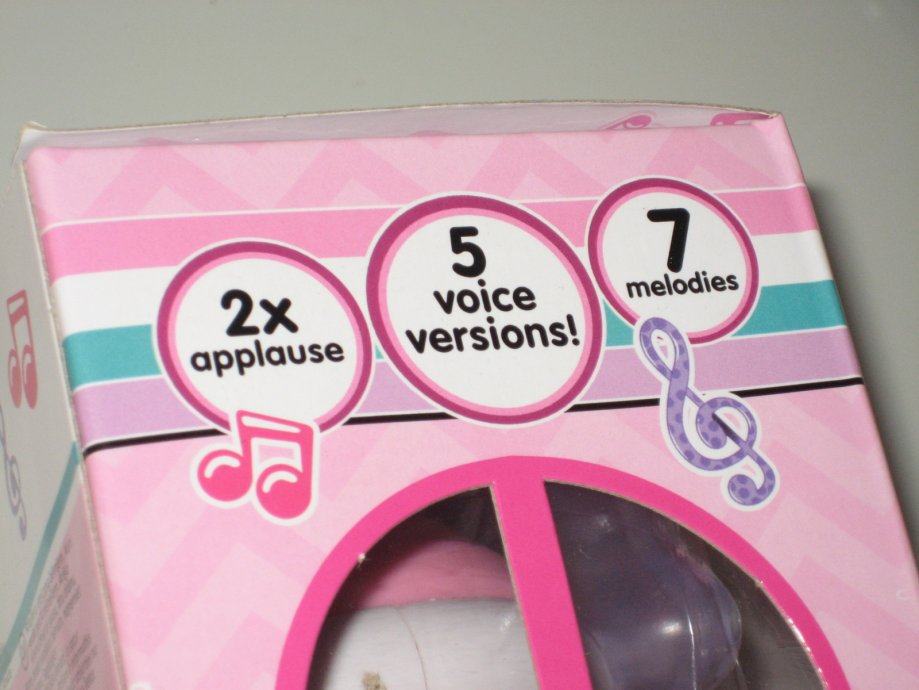 2x
applause
5
voice
versions!
7
melodies